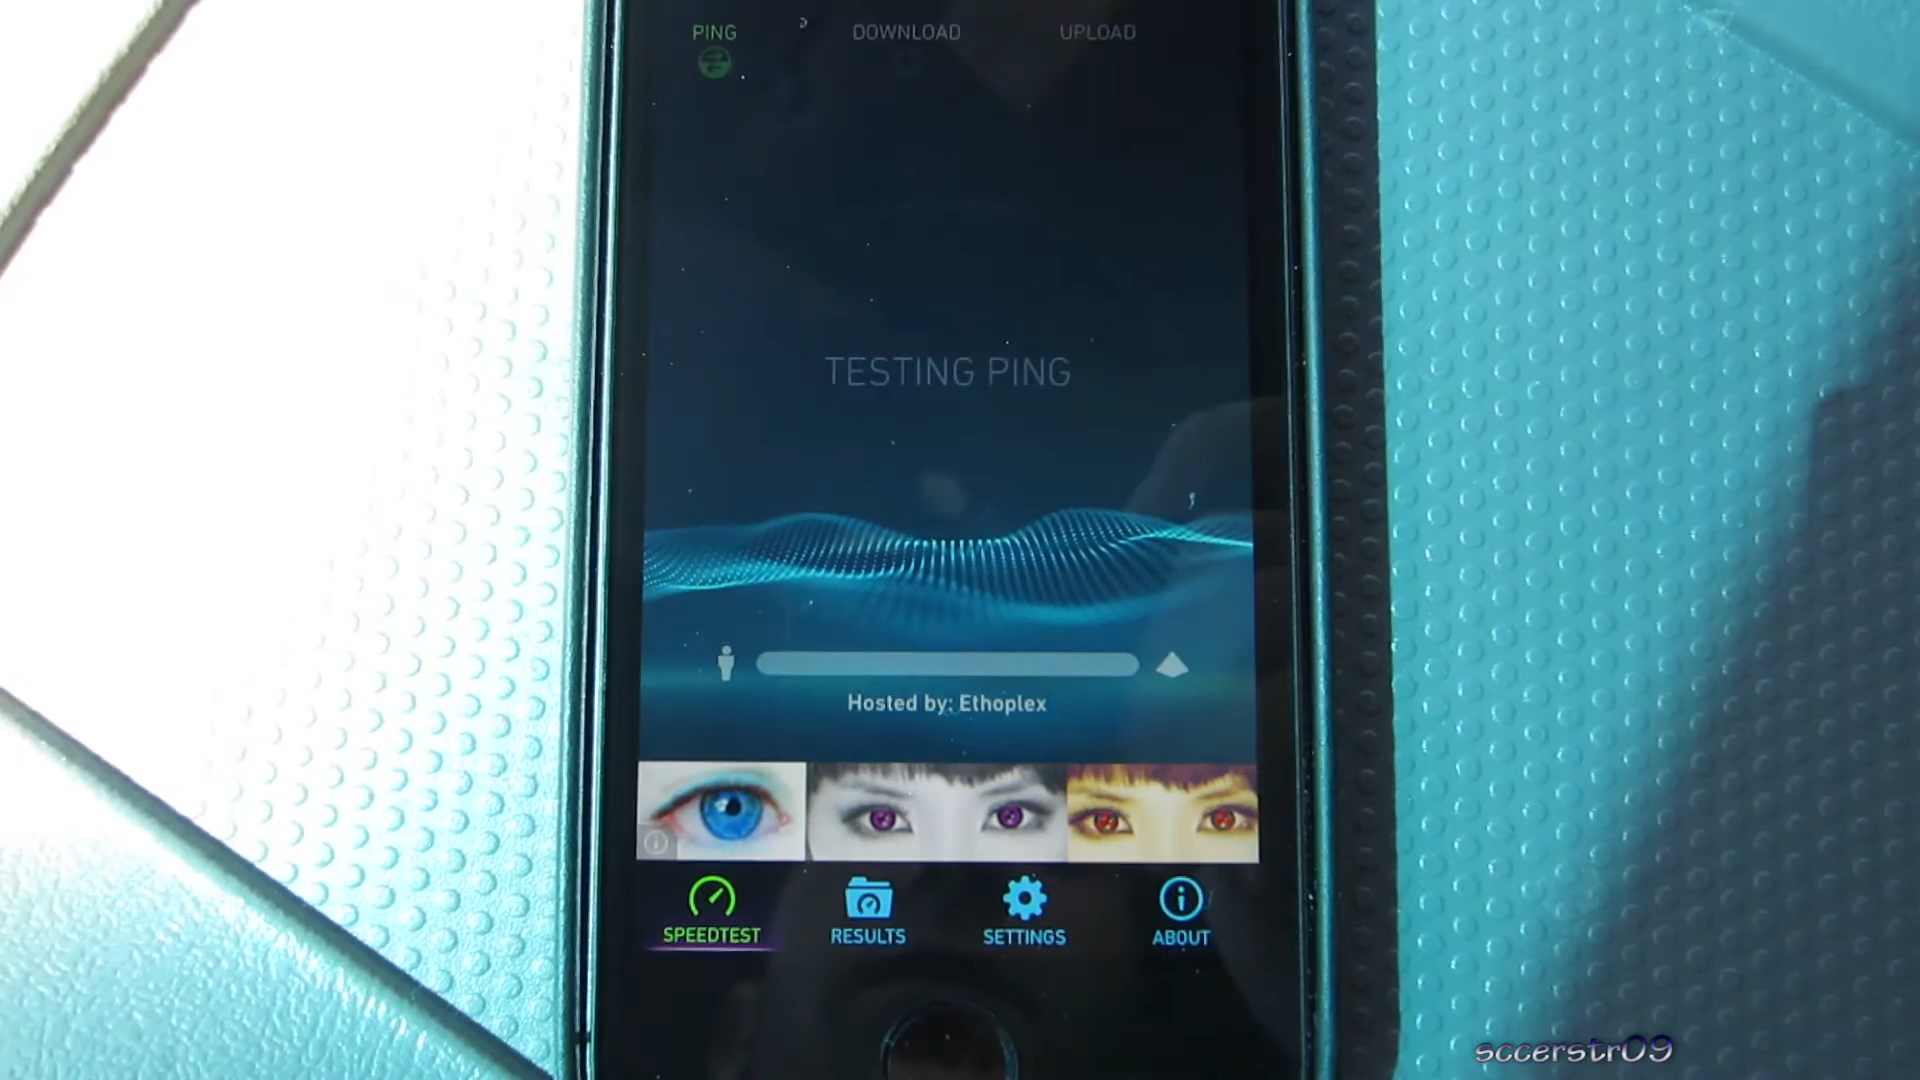 PING DOWNLOAD UPLOAD
TESTING PING
Hosted by: Ethoplex
SPEEDTEST RESULTS SETTINGS ABOUT
sccerstr09